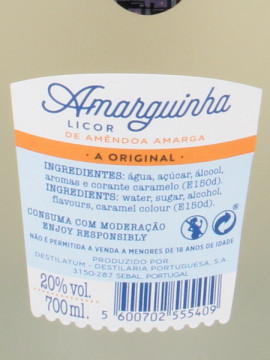 Amarguinha
LICOR
DE AMÊNDOA AMARGA
· A ORIGINAL ·
INGREDIENTES: água, açúcar, álcool,
aromas e corante caramelo (E150d).
INGREDIENTS: water, sugar, alcohol,
flavours, caramel colour (E150d).
CONSUMA COM MODERAÇÃO
ENJOY RESPONSIBLY
NÃO É PERMITIDA A VENDA A MENORES DE 18 ANOS DE IDADE
PRODUZIDO POR:
DESTILATUM - DESTILARIA PORTUGUESA, S.A.
3150-287 SEBAL, PORTUGAL
20% vol.
700ml.
5 600702 555409